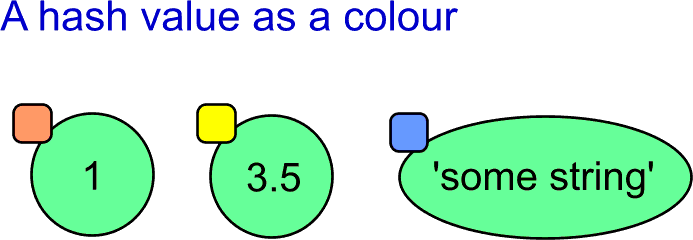 A hash value as a colour
1 3.5 'some string'